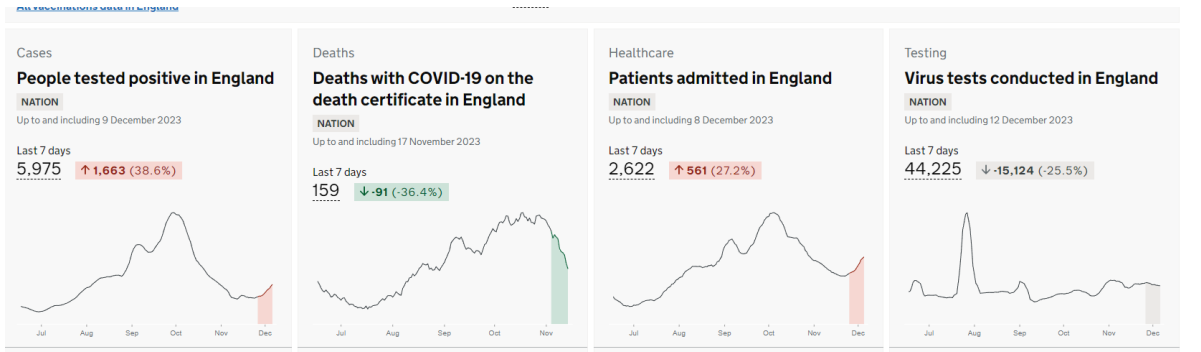 All vaccinations data in England
Cases
People tested positive in England
NATION
Up to and including 9 December 2023
Last 7 days
5,975 ↑ 1,663 (38.6%)
Jul Aug Sep Oct Nov Dec
Deaths
Deaths with COVID-19 on the
death certificate in England
NATION
Up to and including 17 November 2023
Last 7 days
159 ↓ -91 (-36.4%)
Jul Aug Sep Oct Nov
Healthcare
Patients admitted in England
NATION
Up to and including 8 December 2023
Last 7 days
2,622 ↑ 561 (27.2%)
Jul Aug Sep Oct Nov Dec
Testing
Virus tests conducted in England
NATION
Up to and including 12 December 2023
Last 7 days
44,225 ↓ -15,124 (-25.5%)
Jul Aug Sep Oct Nov Dec